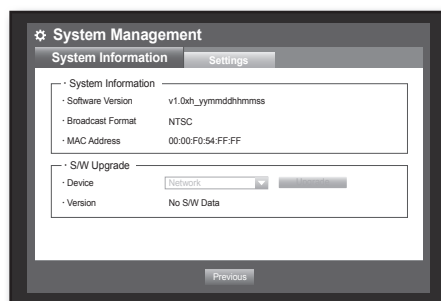 System Management
System Information Settings
· System Information
· Software Version v1.0xh_yymmddhhmmss
· Broadcast Format NTSC
· MAC Address 00:00:F0:54:FF:FF
· S/W Upgrade
· Device Network Upgrade
· Version No S/W Data
Previous